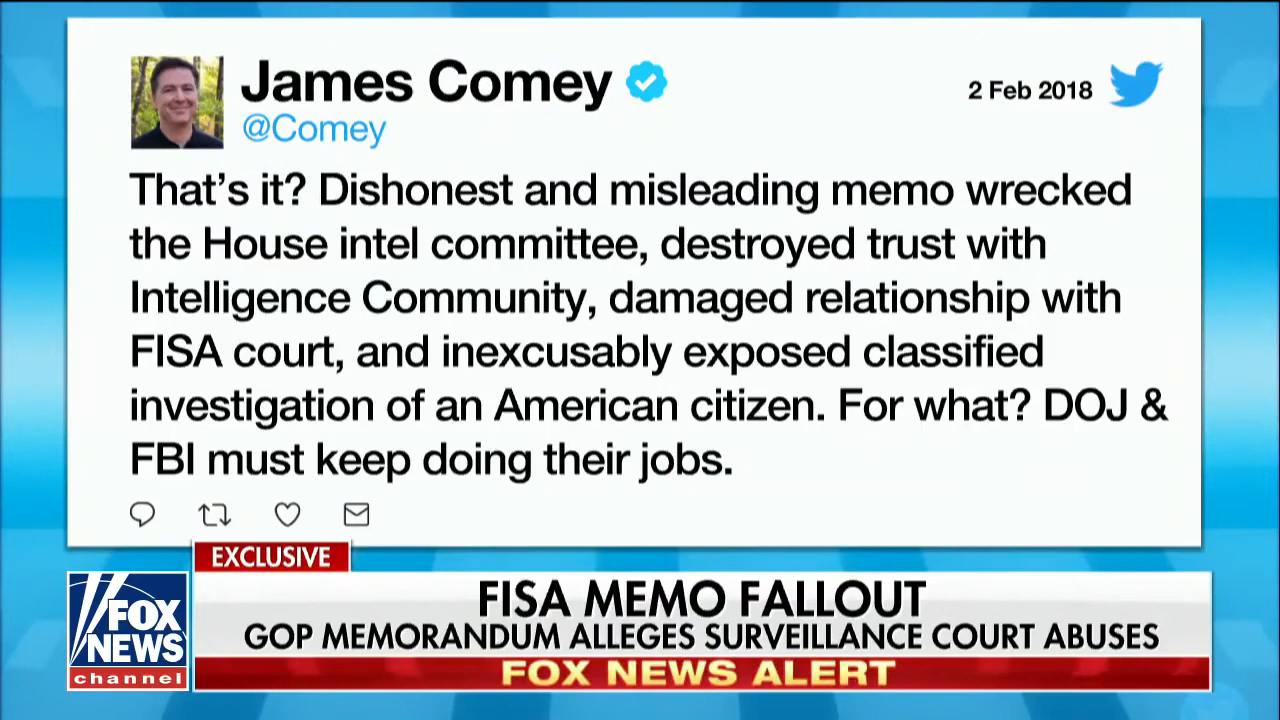 James Comey
2 Feb 2018
@Comey
That's it? Dishonest and misleading memo wrecked
the House intel committee, destroyed trust with
Intelligence Community, damaged relationship with
FISA court, and inexcusably exposed classified
investigation of an American citizen. For what? DOJ &
FBI must keep doing their jobs.
EXCLUSIVE
FISA MEMO FALLOUT
GOP MEMORANDUM ALLEGES SURVEILLANCE COURT ABUSES
FOX NEWS ALERT
FOX
NEWS
channel